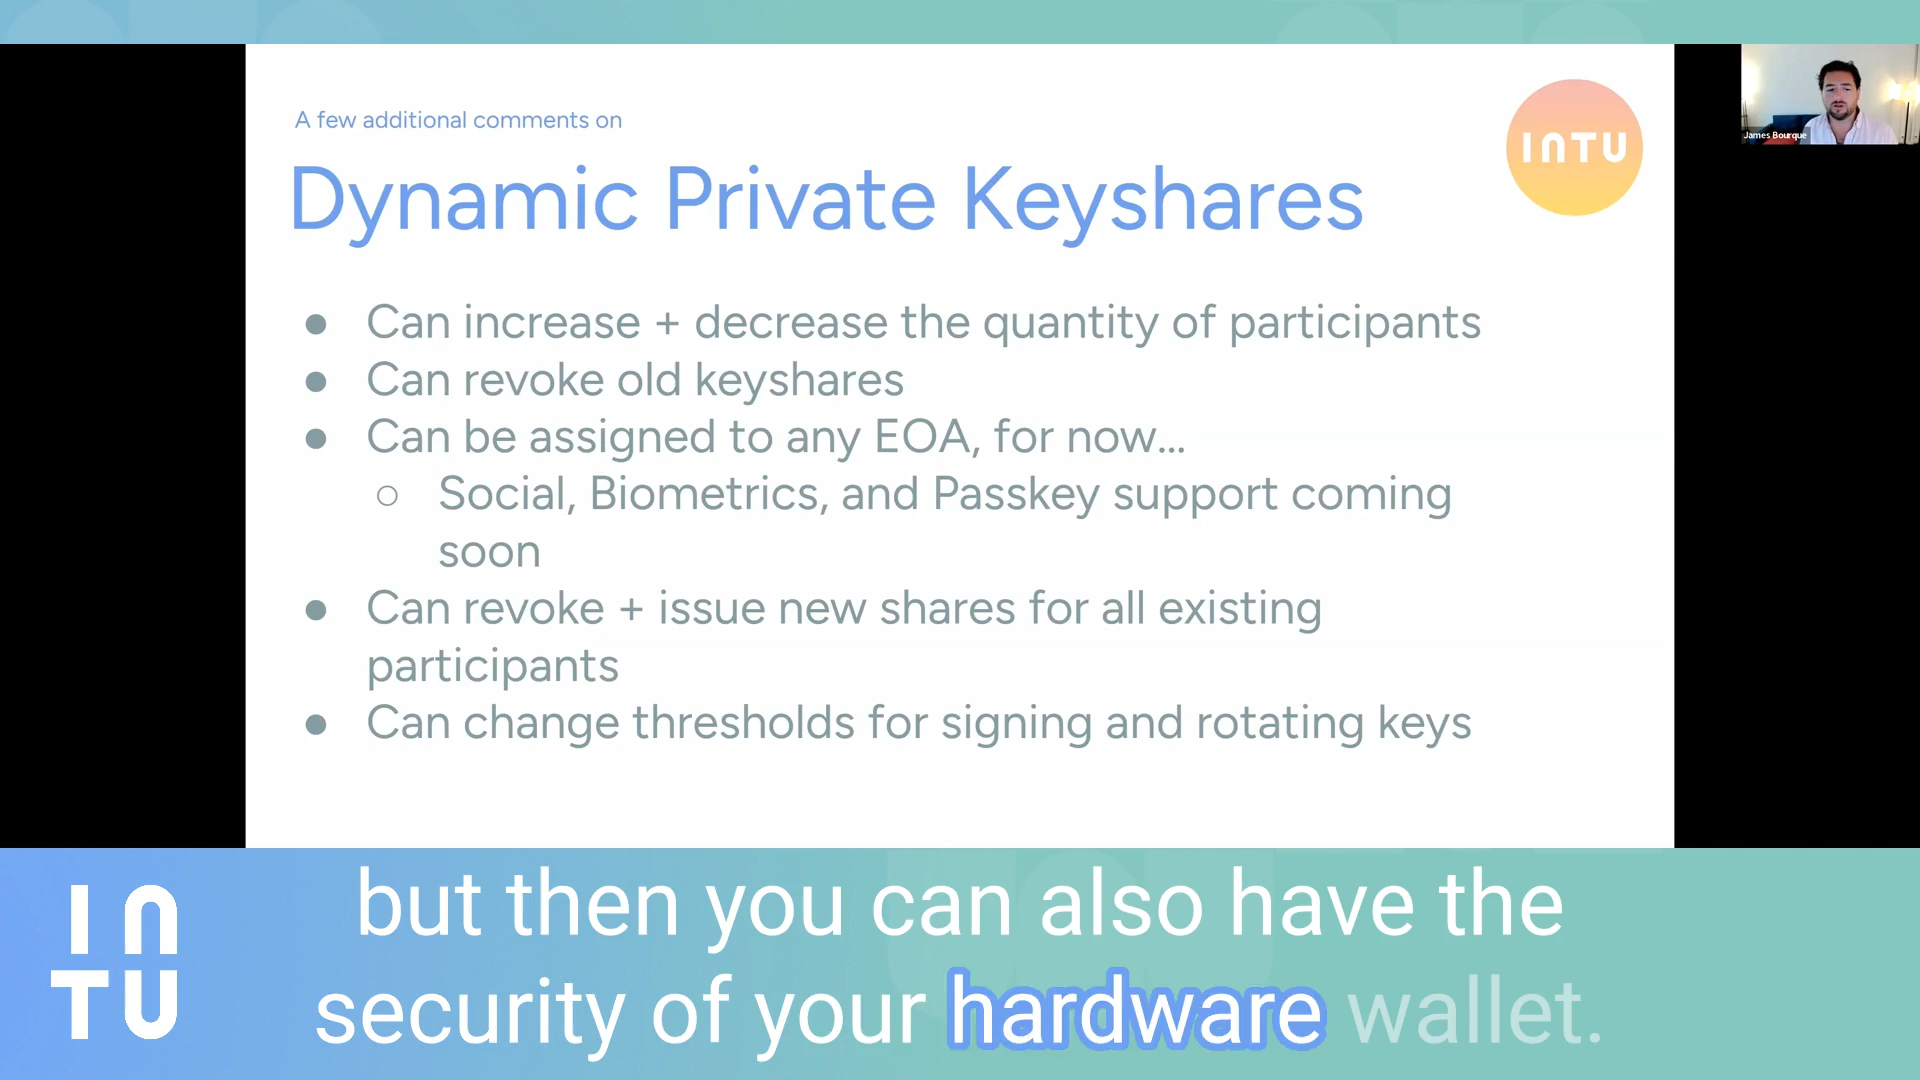 A few additional comments on
INTU
Dynamic Private Keyshares
James Bourque
● Can increase + decrease the quantity of participants
● Can revoke old keyshares
● Can be assigned to any EOA, for now...
○ Social, Biometrics, and Passkey support coming
soon
● Can revoke + issue new shares for all existing
participants
● Can change thresholds for signing and rotating keys
IN
TU
but then you can also have the
security of your hardware wallet.